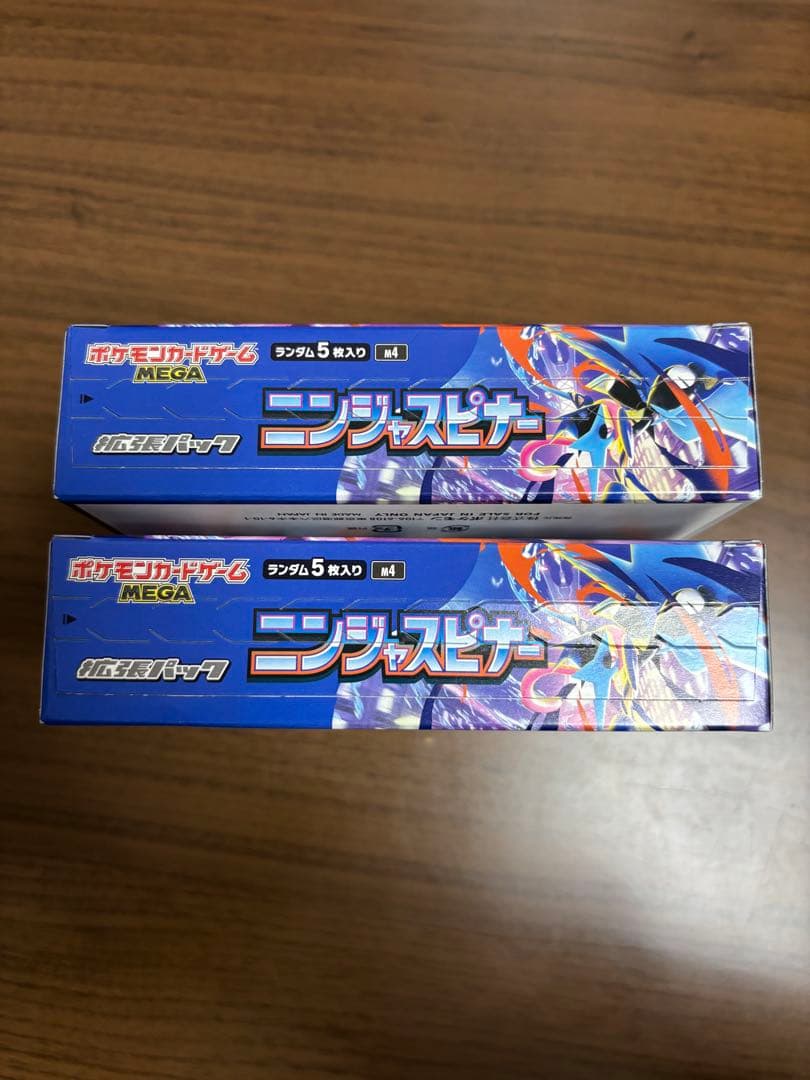 ポケモンカードゲーム
MEGA
ランダム5枚入り
M4
拡張パック
ニンジャスピナー
FOR SALE IN JAPAN ONLY MADE IN JAPAN
ポケモンカードゲーム
MEGA
ランダム5枚入り
M4
拡張パック
ニンジャスピナー